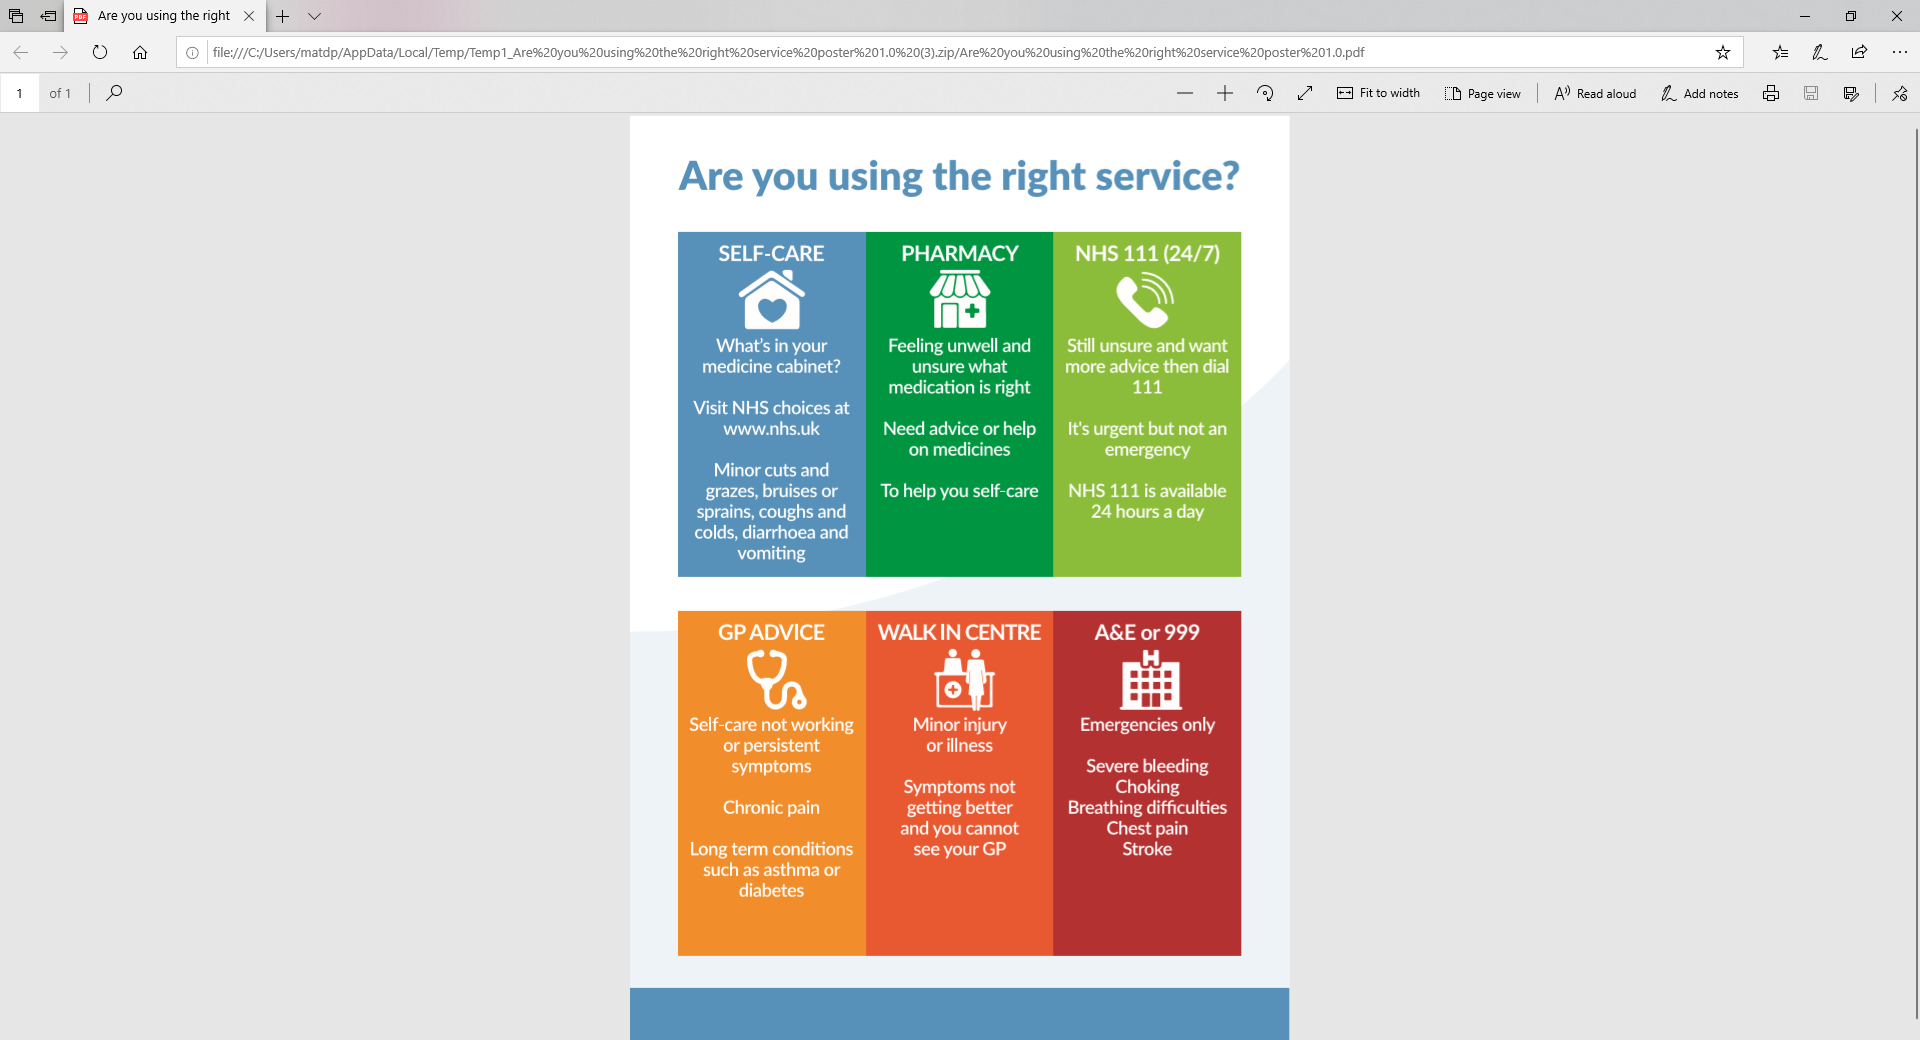 Are you using the right
file:///C:/Users/matdp/AppData/Local/Temp/Temp1_Are%20you%20using%20the%20right%20service%20poster%201.0%20(3).zip/Are%20you%20using%20the%20right%20service%20poster%201.0.pdf
1 of 1
Fit to width
Page view
Read aloud
Add notes
Are you using the right service?
SELF-CARE
What's in your
medicine cabinet?
Visit NHS choices at
www.nhs.uk
Minor cuts and
grazes, bruises or
sprains, coughs and
colds, diarrhoea and
vomiting
PHARMACY
Feeling unwell and
unsure what
medication is right
Need advice or help
on medicines
To help you self-care
NHS 111 (24/7)
Still unsure and want
more advice then dial
111
It's urgent but not an
emergency
NHS 111 is available
24 hours a day
GP ADVICE
Self-care not working
or persistent
symptoms
Chronic pain
Long term conditions
such as asthma or
diabetes
WALK IN CENTRE
Minor injury
or illness
Symptoms not
getting better
and you cannot
see your GP
A&E or 999
H
Emergencies only
Severe bleeding
Choking
Breathing difficulties
Chest pain
Stroke